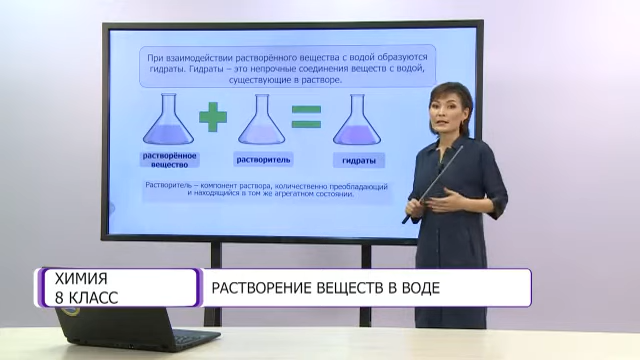 При взаимодействии растворённого вещества с водой образуются
гидраты. Гидраты – это непрочные соединения веществ с водой,
существующие в растворе.
растворённое
вещество
растворитель
гидраты
Растворитель – компонент раствора, количественно преобладающий
и находящийся в том же агрегатном состоянии.
ХИМИЯ
8 КЛАСС
РАСТВОРЕНИЕ ВЕЩЕСТВ В ВОДЕ